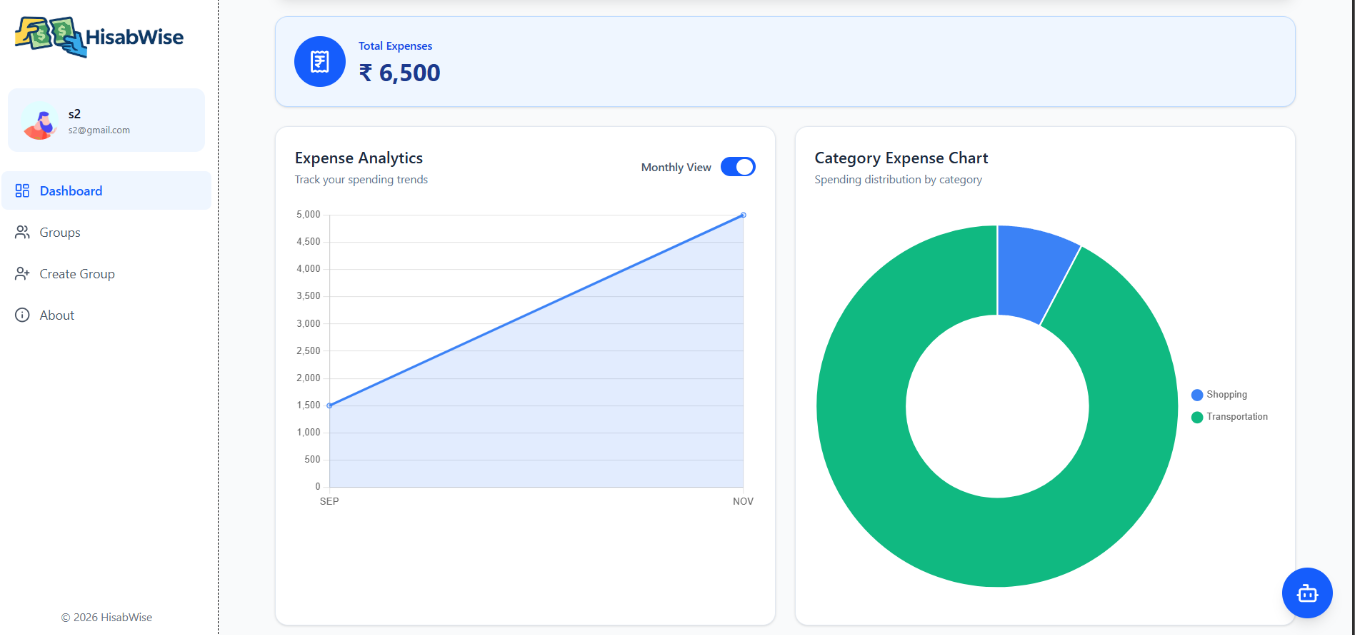 HisabWise
s2
s2@gmail.com
Dashboard
Groups
Create Group
About
© 2026 HisabWise
Total Expenses
₹ 6,500
Expense Analytics
Track your spending trends
Monthly View
5,000
4,500
4,000
3,500
3,000
2,500
2,000
1,500
1,000
500
0
SEP
NOV
Category Expense Chart
Spending distribution by category
Shopping
Transportation